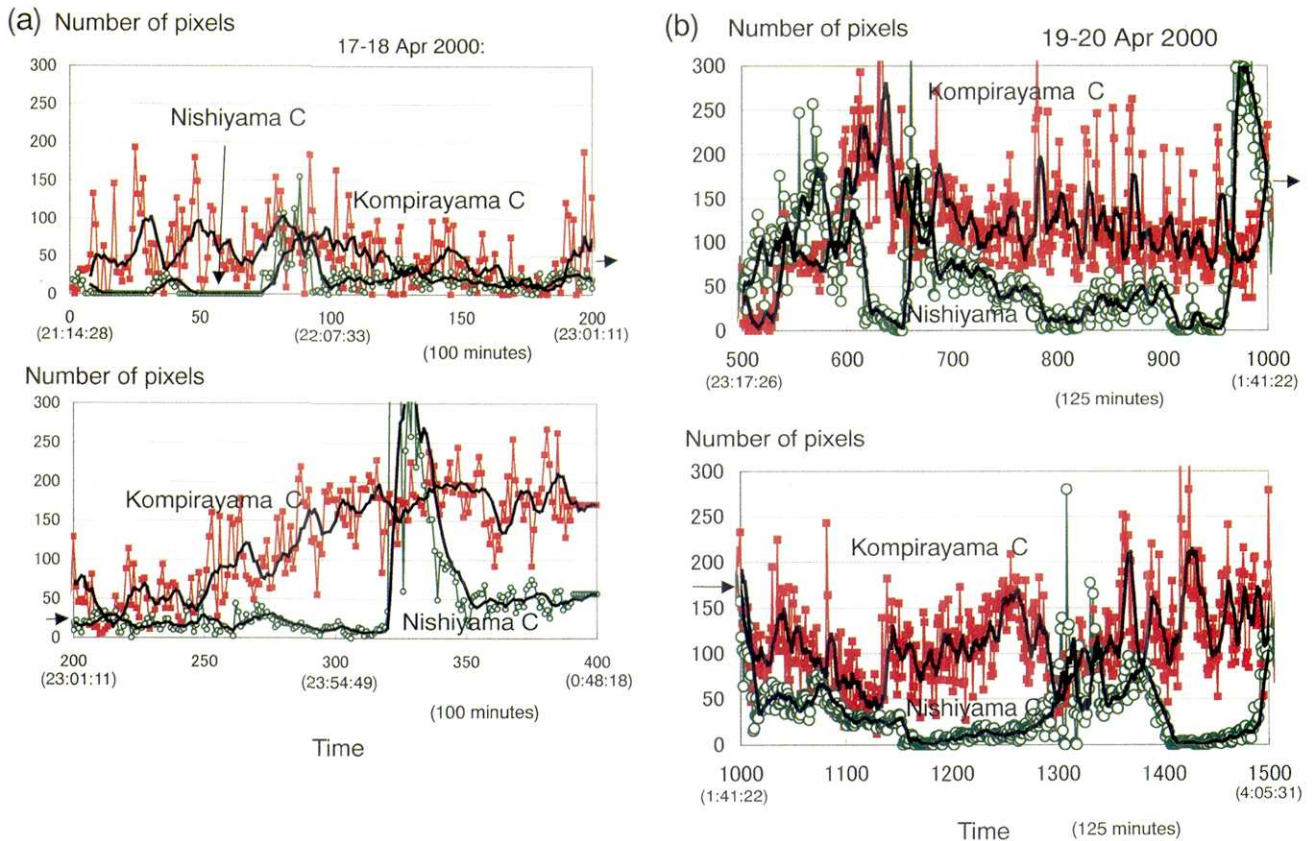 (a) Number of pixels
17-18 Apr 2000:
300
250
200
150
100
50
0
Nishiyama C
Kompirayama C
0 50 100 150 200
(21:14:28) (22:07:33) (23:01:11)
(100 minutes)
Number of pixels
300
250
200
150
100
50
0
Kompirayama C
Nishiyama C
200 250 300 350 400
(23:01:11) (23:54:49) (0:48:18)
(100 minutes)
Time
(b) Number of pixels
19-20 Apr 2000
300
250
200
150
100
50
0
Kompirayama C
Nishiyama C
500 600 700 800 900 1000
(23:17:26) (1:41:22)
(125 minutes)
Number of pixels
300
250
200
150
100
50
0
Kompirayama C
Nishiyama C
1000 1100 1200 1300 1400 1500
(1:41:22) (4:05:31)
Time (125 minutes)